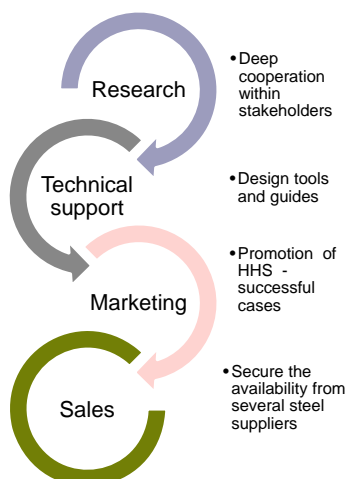 Research
•Deep
cooperation
within
stakeholders
Technical
support
•Design tools
and guides
Marketing
•Promotion of
HHS -
successful
cases
Sales
•Secure the
availability from
several steel
suppliers